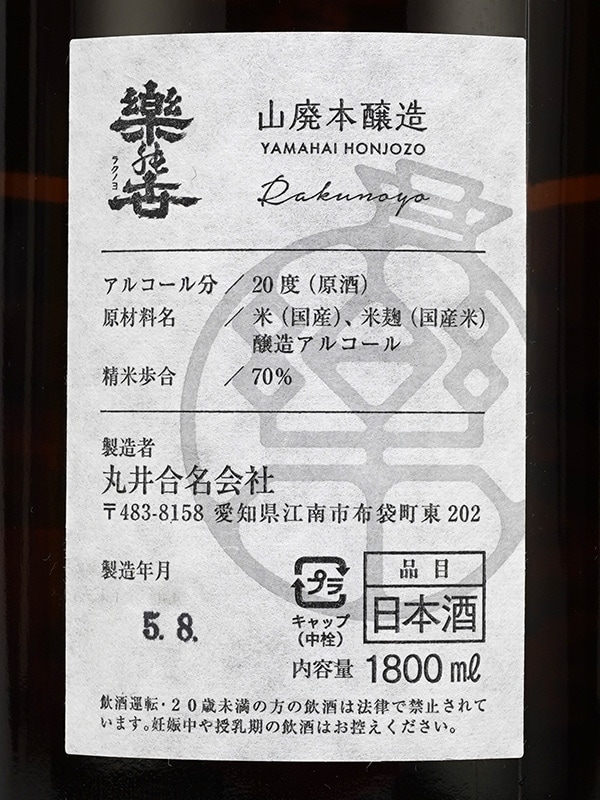 樂の世
ラクノヨ
山廃本醸造
YAMAHAI HONJOZO
Rakunoyo
アルコール分／20度（原酒）
原材料名／米（国産）、米麹（国産米）
醸造アルコール
精米歩合／70%
製造者
丸井合名会社
〒483-8158 愛知県江南市布袋町東202
製造年月
5.8.
プラ
キャップ
（中栓）
品目
日本酒
内容量 1800㎖
飲酒運転・２０歳未満の方の飲酒は法律で禁止されて
います。妊娠中や授乳期の飲酒はお控えください。